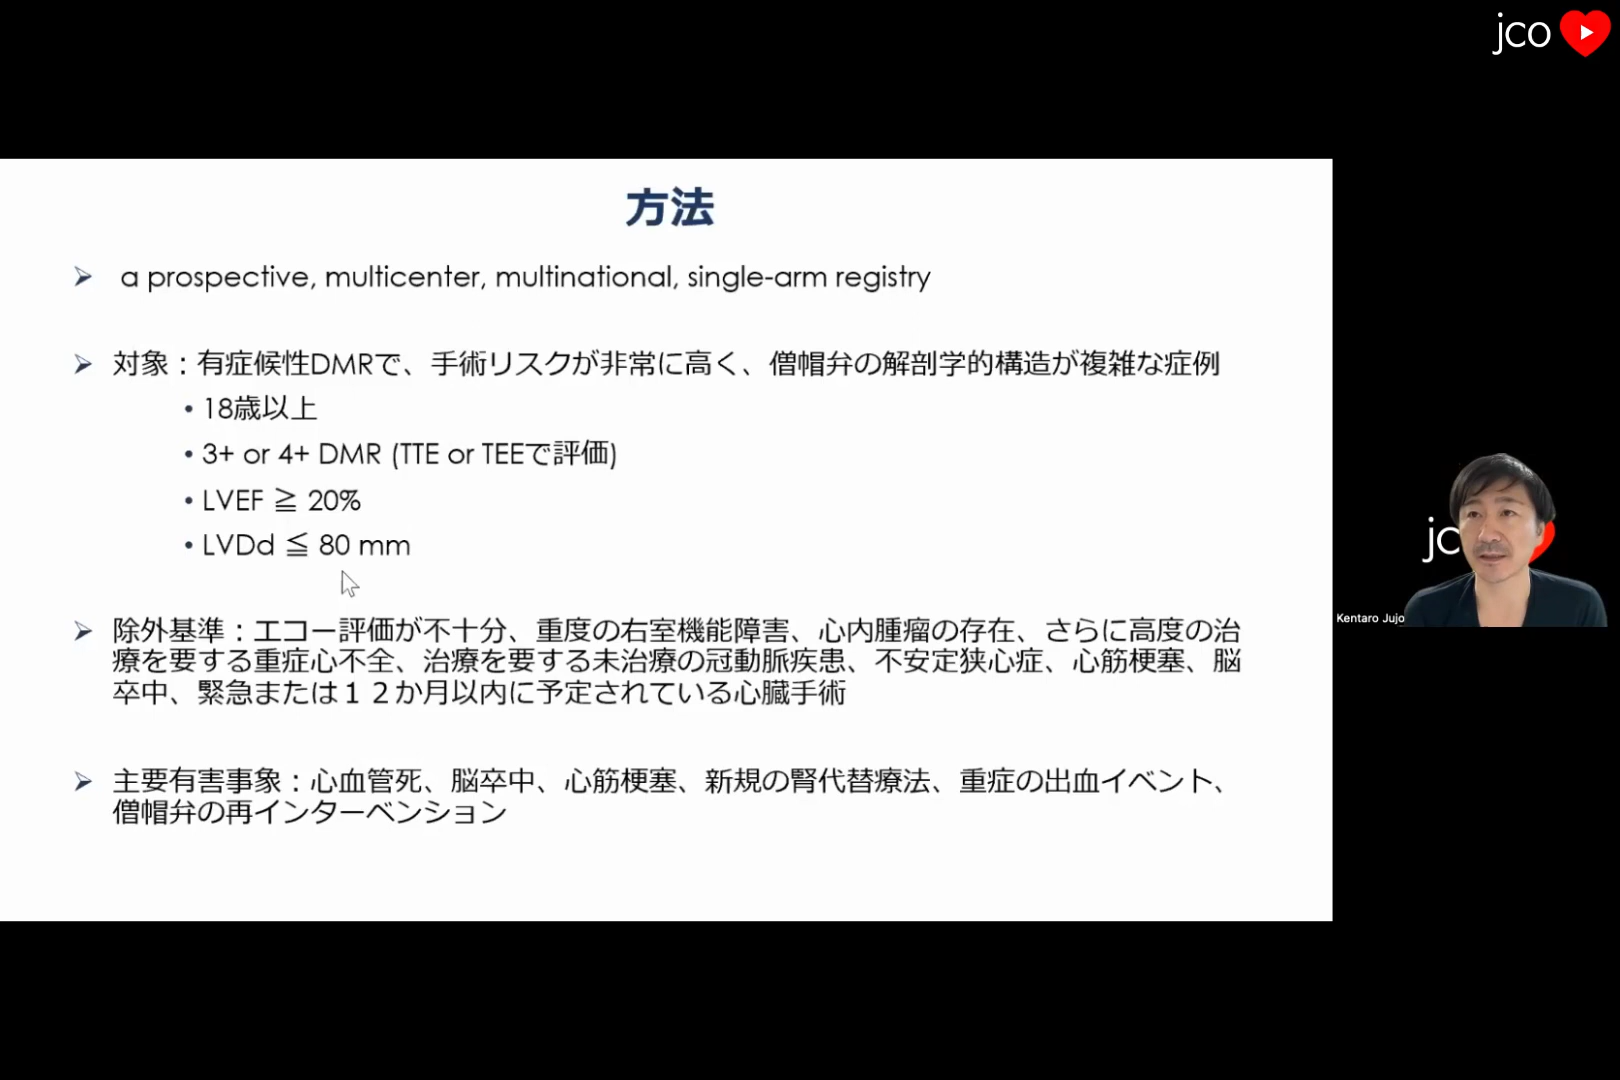 jco
方法
➢ a prospective, multicenter, multinational, single-arm registry
➢ 対象：有症候性DMRで、手術リスクが非常に高く、僧帽弁の解剖学的構造が複雑な症例
• 18歳以上
• 3+ or 4+ DMR (TTE or TEEで評価)
• LVEF ≧ 20%
• LVDd ≦ 80 mm
➢ 除外基準：エコー評価が不十分、重度の右室機能障害、心内腫瘤の存在、さらに高度の治
療を要する重症心不全、治療を要する未治療の冠動脈疾患、不安定狭心症、心筋梗塞、脳
卒中、緊急または１２か月以内に予定されている心臓手術
➢ 主要有害事象：心血管死、脳卒中、心筋梗塞、新規の腎代替療法、重症の出血イベント、
僧帽弁の再インターベンション
jc
Kentaro Jujo